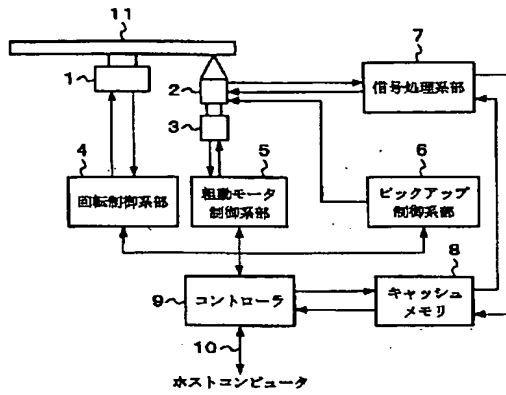 11
1
2
3
7
信号処理系部
4
回転制御系部
5
粗動モータ
制御系部
6
ピックアップ
制御系部
8
キャッシュ
メモリ
9
コントローラ
10
ホストコンピュータ